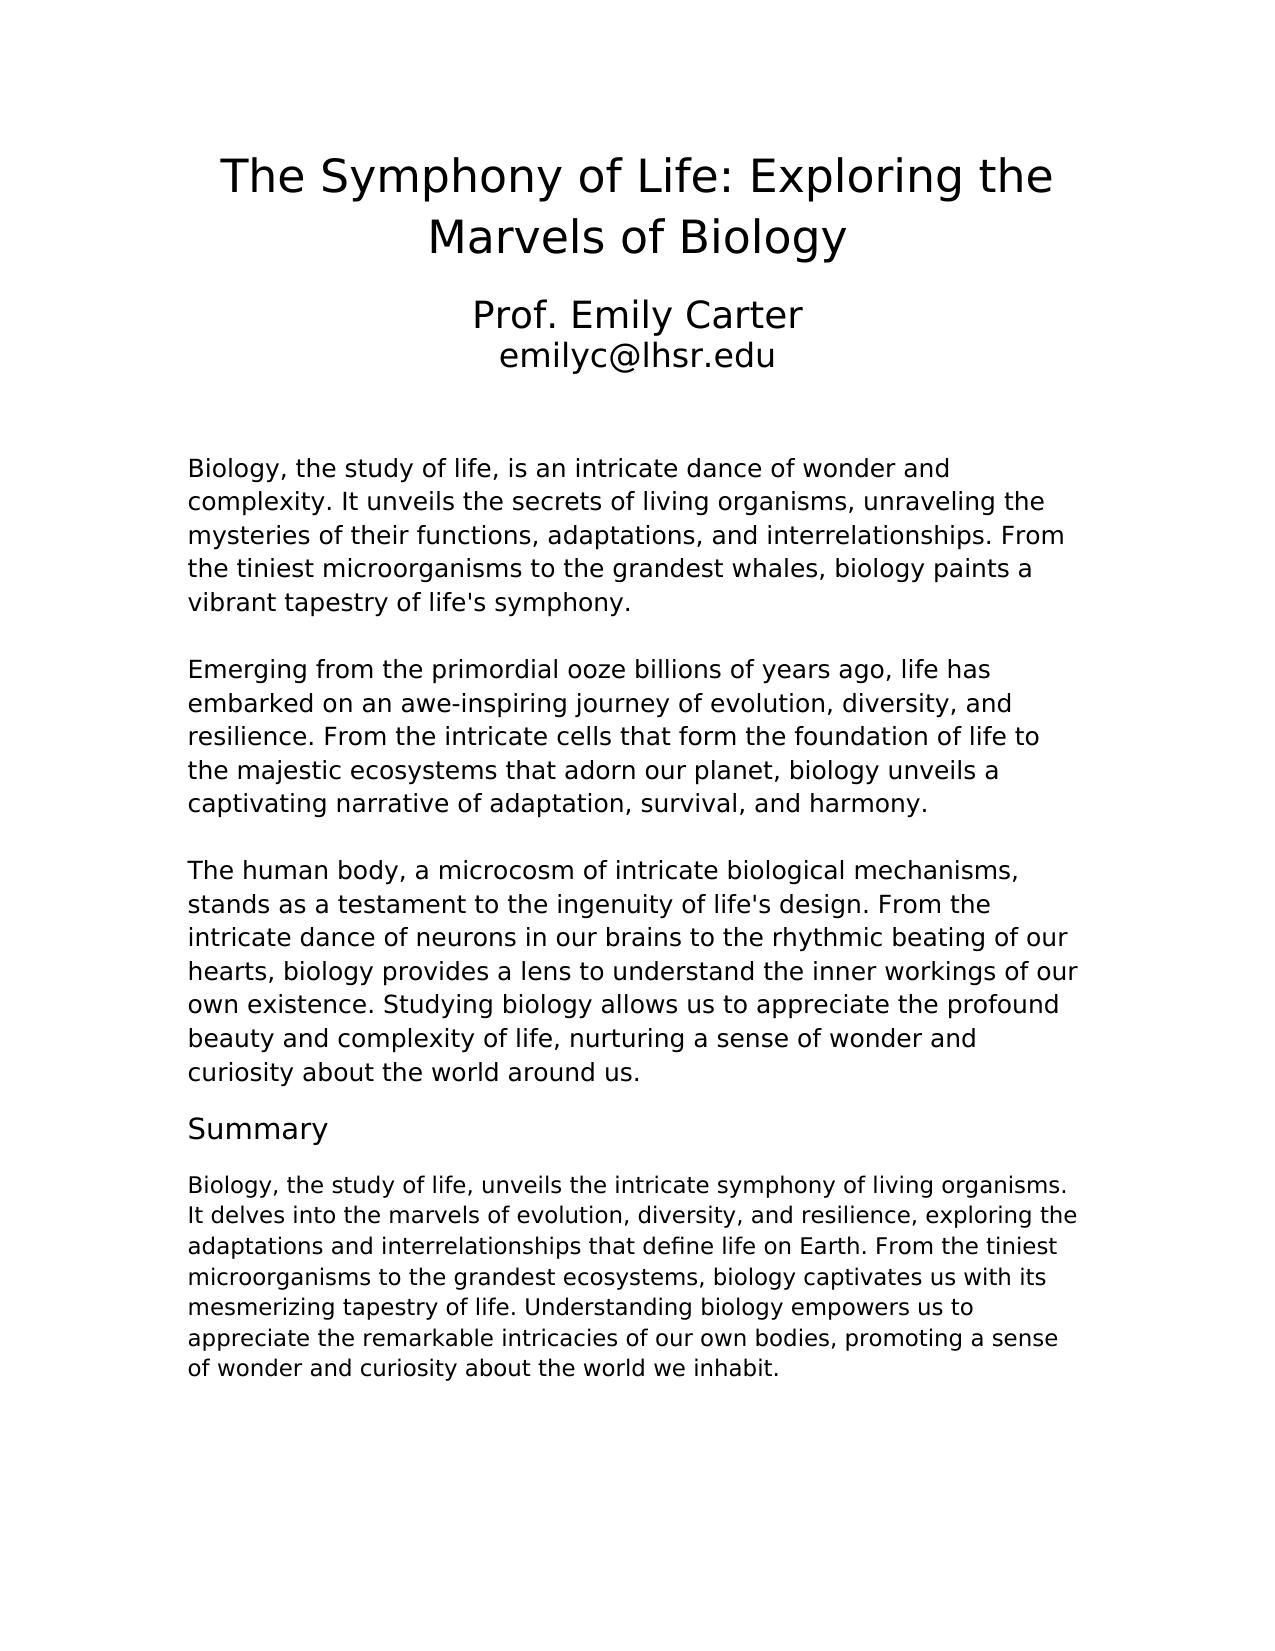 The Symphony of Life: Exploring the
Marvels of Biology
Prof. Emily Carter
emilyc@lhsr.edu
Biology, the study of life, is an intricate dance of wonder and
complexity. It unveils the secrets of living organisms, unraveling the
mysteries of their functions, adaptations, and interrelationships. From
the tiniest microorganisms to the grandest whales, biology paints a
vibrant tapestry of life's symphony.
Emerging from the primordial ooze billions of years ago, life has
embarked on an awe-inspiring journey of evolution, diversity, and
resilience. From the intricate cells that form the foundation of life to
the majestic ecosystems that adorn our planet, biology unveils a
captivating narrative of adaptation, survival, and harmony.
The human body, a microcosm of intricate biological mechanisms,
stands as a testament to the ingenuity of life's design. From the
intricate dance of neurons in our brains to the rhythmic beating of our
hearts, biology provides a lens to understand the inner workings of our
own existence. Studying biology allows us to appreciate the profound
beauty and complexity of life, nurturing a sense of wonder and
curiosity about the world around us.
Summary
Biology, the study of life, unveils the intricate symphony of living organisms.
It delves into the marvels of evolution, diversity, and resilience, exploring the
adaptations and interrelationships that define life on Earth. From the tiniest
microorganisms to the grandest ecosystems, biology captivates us with its
mesmerizing tapestry of life. Understanding biology empowers us to
appreciate the remarkable intricacies of our own bodies, promoting a sense
of wonder and curiosity about the world we inhabit.